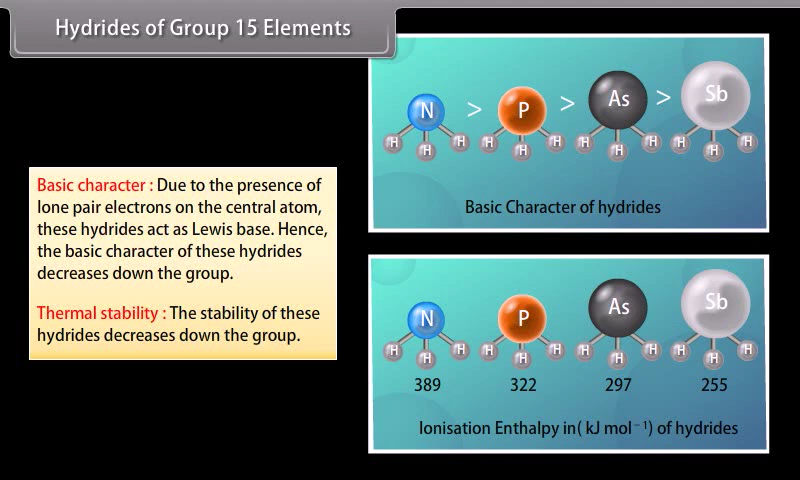 Hydrides of Group 15 Elements
N > P > As > Sb
H H H H H H H H H H H H
Basic Character of hydrides
Basic character : Due to the presence of
lone pair electrons on the central atom,
these hydrides act as Lewis base. Hence,
the basic character of these hydrides
decreases down the group.
Thermal stability : The stability of these
hydrides decreases down the group.
N P As Sb
H H H H H H H H H H H H
389 322 297 255
Ionisation Enthalpy in( kJ mol⁻¹) of hydrides